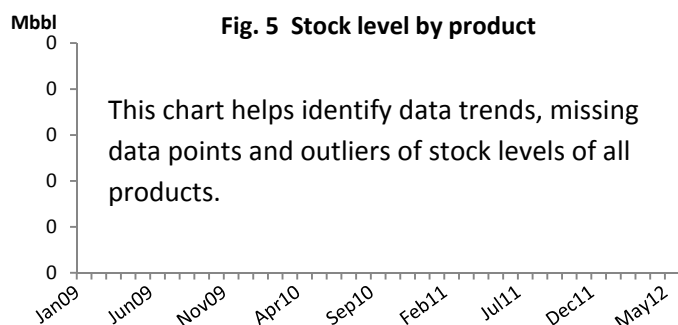 Mbbl
Fig. 5 Stock level by product
0
0
0
0
0
0
This chart helps identify data trends, missing
data points and outliers of stock levels of all
products.
Jan09 Jun09 Nov09 Apr10 Sep10 Feb11 Jul11 Dec11 May12